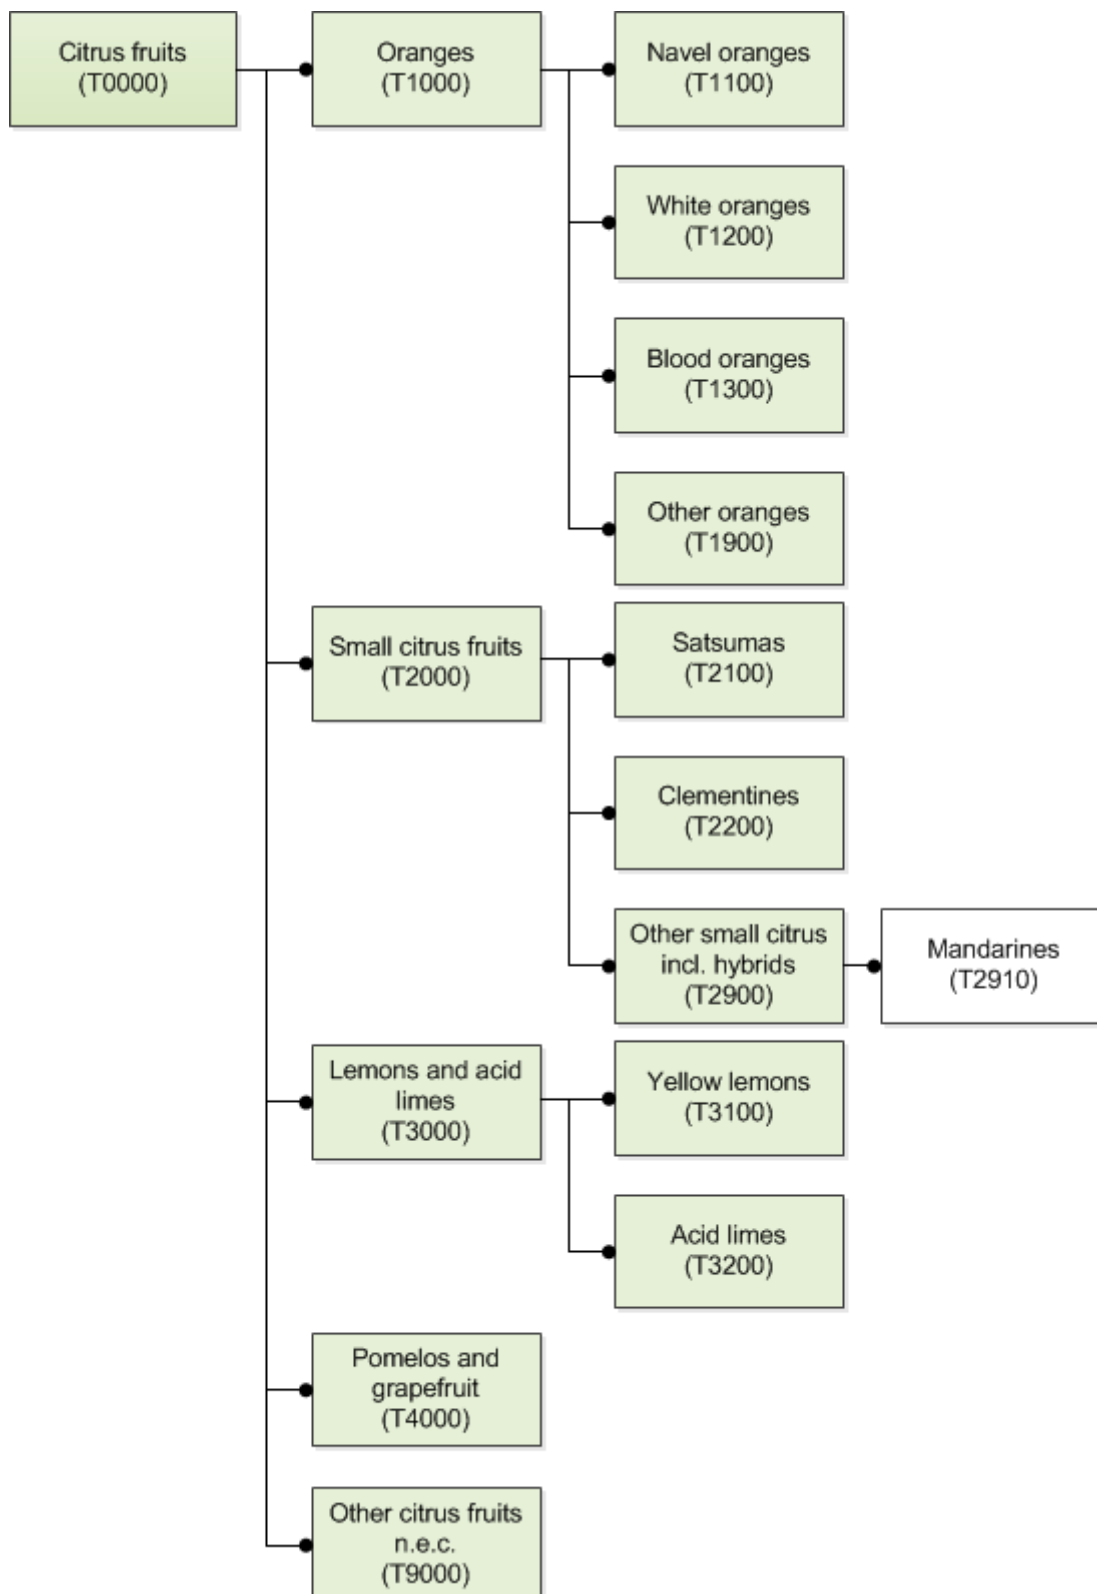 Citrus fruits
(T0000)
Oranges
(T1000)
Navel oranges
(T1100)
White oranges
(T1200)
Blood oranges
(T1300)
Other oranges
(T1900)
Small citrus fruits
(T2000)
Satsumas
(T2100)
Clementines
(T2200)
Other small citrus
incl. hybrids
(T2900)
Mandarines
(T2910)
Lemons and acid
limes
(T3000)
Yellow lemons
(T3100)
Acid limes
(T3200)
Pomelos and
grapefruit
(T4000)
Other citrus fruits
n.e.c.
(T9000)